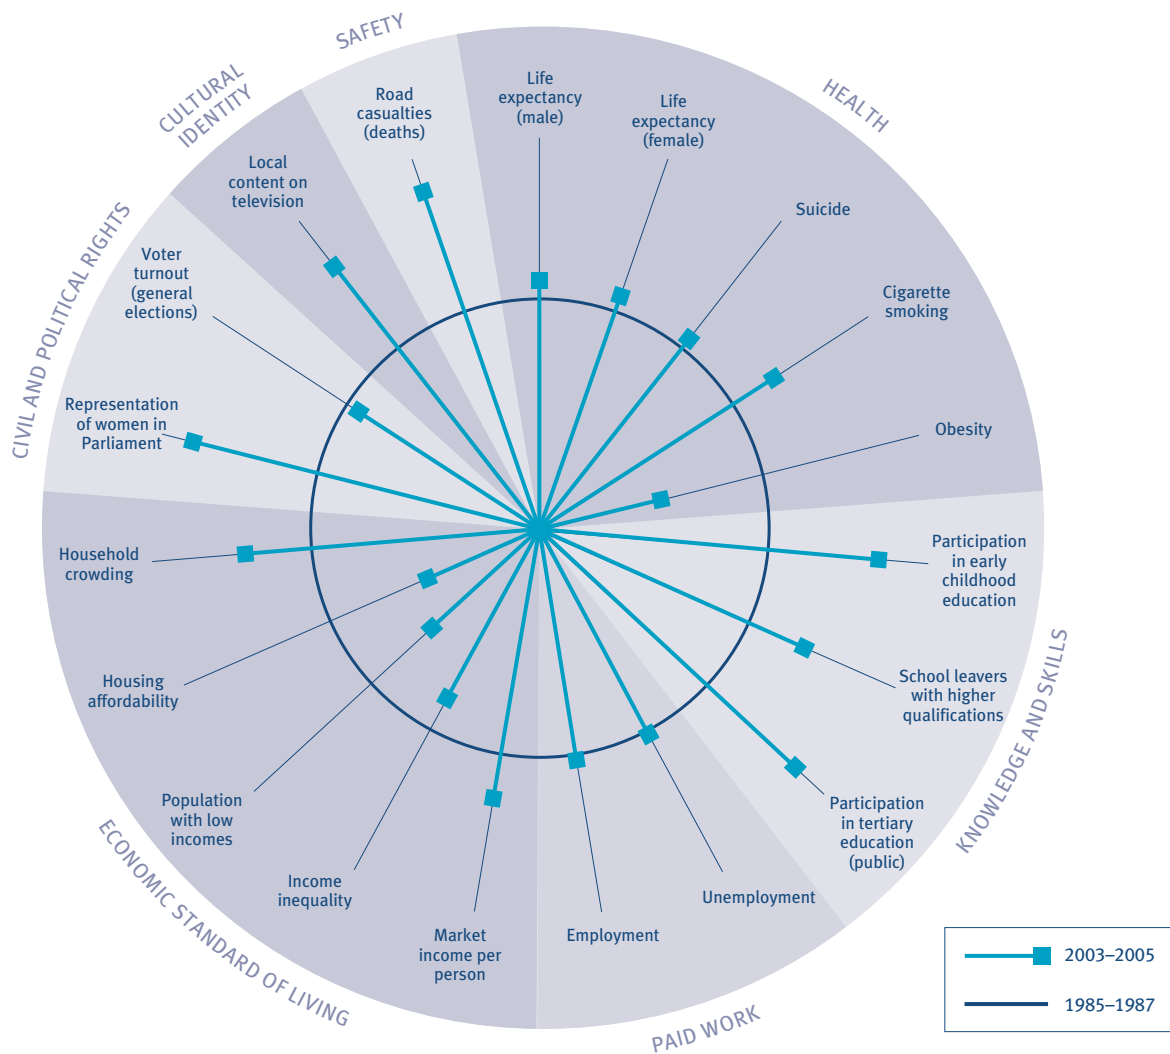 SAFETY
CULTURAL
IDENTITY
HEALTH
CIVIL AND POLITICAL RIGHTS
KNOWLEDGE AND SKILLS
ECONOMIC STANDARD OF LIVING
PAID WORK
Road
casualties
(deaths)
Life
expectancy
(male)
Life
expectancy
(female)
Suicide
Cigarette
smoking
Obesity
Participation
in early
childhood
education
School leavers
with higher
qualifications
Participation
in tertiary
education
(public)
Unemployment
Employment
Market
income per
person
Income
inequality
Population
with low
incomes
Housing
affordability
Household
crowding
Representation
of women in
Parliament
Voter
turnout
(general
elections)
Local
content on
television
2003–2005
1985–1987